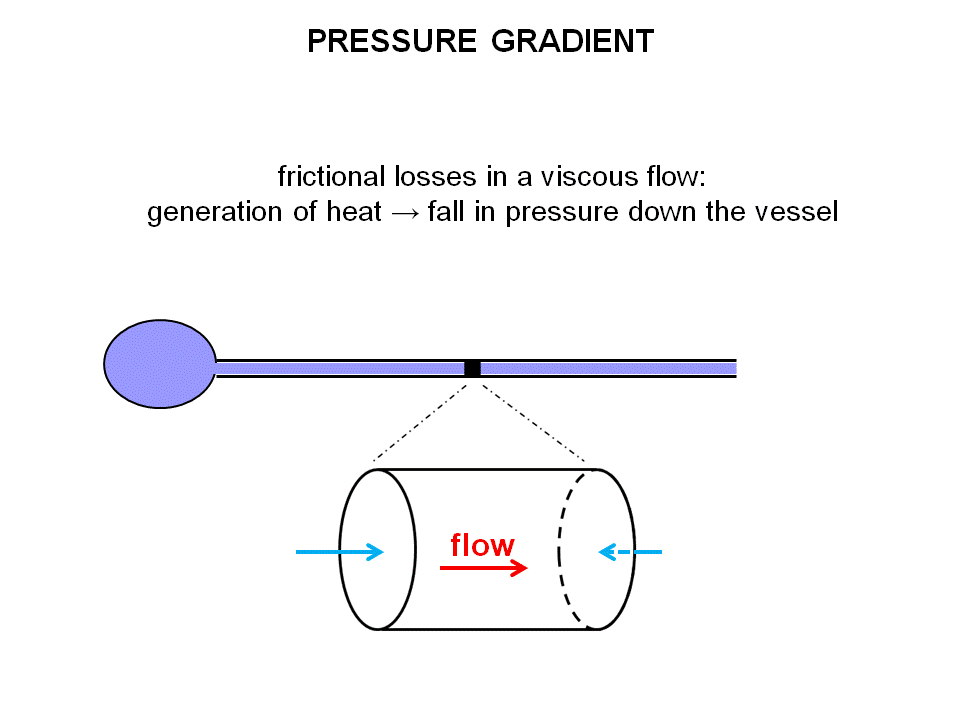 PRESSURE GRADIENT
frictional losses in a viscous flow:
generation of heat → fall in pressure down the vessel
flow